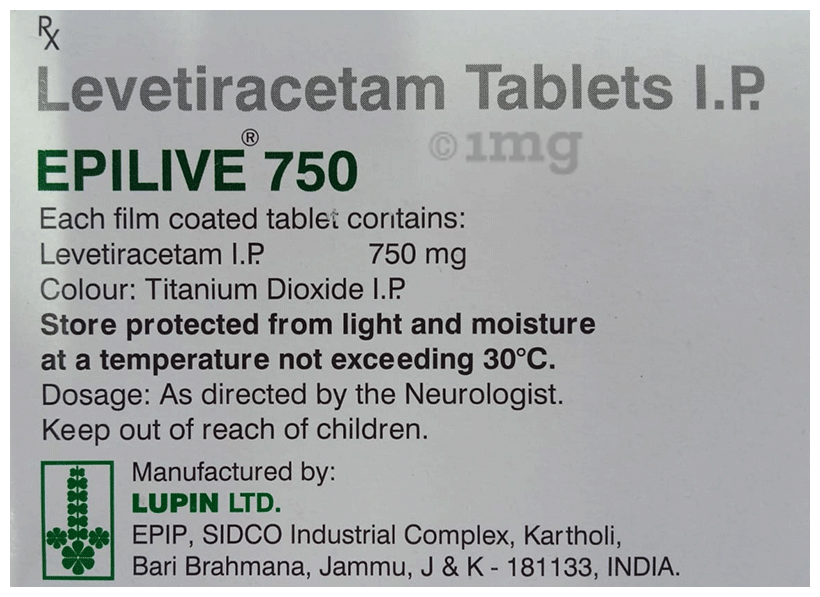 Rx
Levetiracetam Tablets I.P.
EPILIVE® 750
© 1mg
Each film coated tablet contains:
Levetiracetam I.P. 750 mg
Colour: Titanium Dioxide I.P.
Store protected from light and moisture
at a temperature not exceeding 30°C.
Dosage: As directed by the Neurologist.
Keep out of reach of children.
Manufactured by:
LUPIN LTD.
EPIP, SIDCO Industrial Complex, Kartholi,
Bari Brahmana, Jammu, J & K - 181133, INDIA.